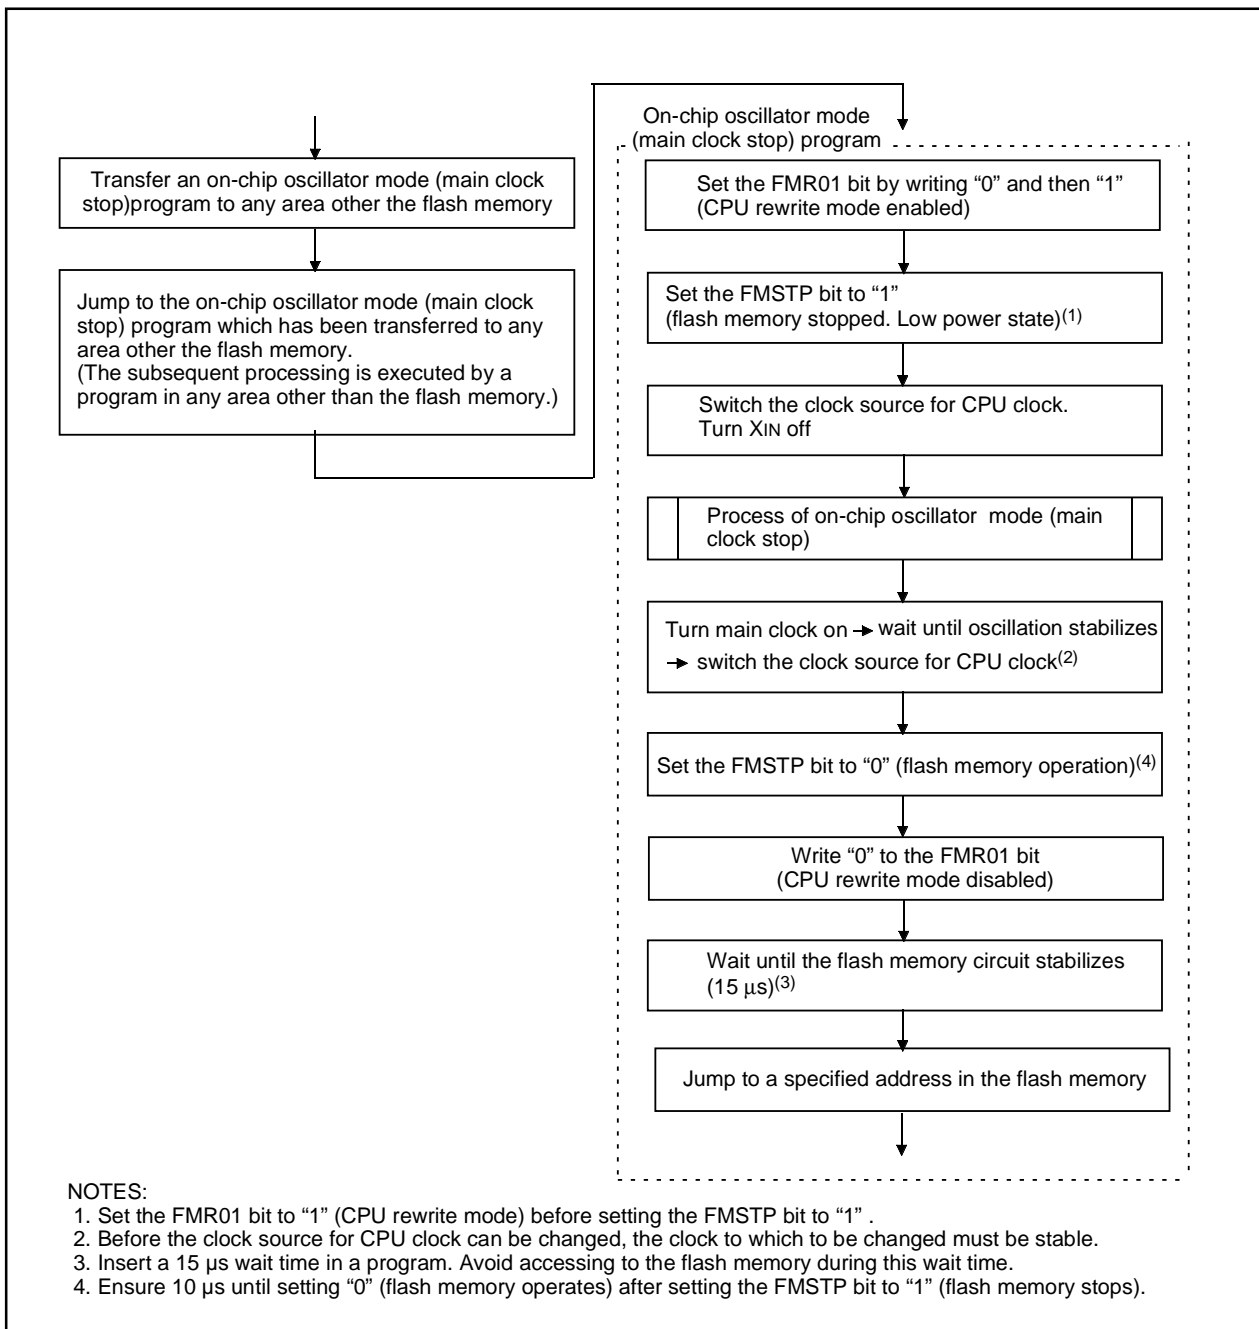 Transfer an on-chip oscillator mode (main clock
stop)program to any area other the flash memory
Jump to the on-chip oscillator mode (main clock
stop) program which has been transferred to any
area other the flash memory.
(The subsequent processing is executed by a
program in any area other than the flash memory.)
On-chip oscillator mode
(main clock stop) program
Set the FMR01 bit by writing “0” and then “1”
(CPU rewrite mode enabled)
Set the FMSTP bit to “1”
(flash memory stopped. Low power state)(1)
Switch the clock source for CPU clock.
Turn XIN off
Process of on-chip oscillator mode (main
clock stop)
Turn main clock on → wait until oscillation stabilizes
→ switch the clock source for CPU clock(2)
Set the FMSTP bit to “0” (flash memory operation)(4)
Write “0” to the FMR01 bit
(CPU rewrite mode disabled)
Wait until the flash memory circuit stabilizes
(15 µs)(3)
Jump to a specified address in the flash memory
NOTES:
1. Set the FMR01 bit to “1” (CPU rewrite mode) before setting the FMSTP bit to “1” .
2. Before the clock source for CPU clock can be changed, the clock to which to be changed must be stable.
3. Insert a 15 µs wait time in a program. Avoid accessing to the flash memory during this wait time.
4. Ensure 10 µs until setting “0” (flash memory operates) after setting the FMSTP bit to “1” (flash memory stops).